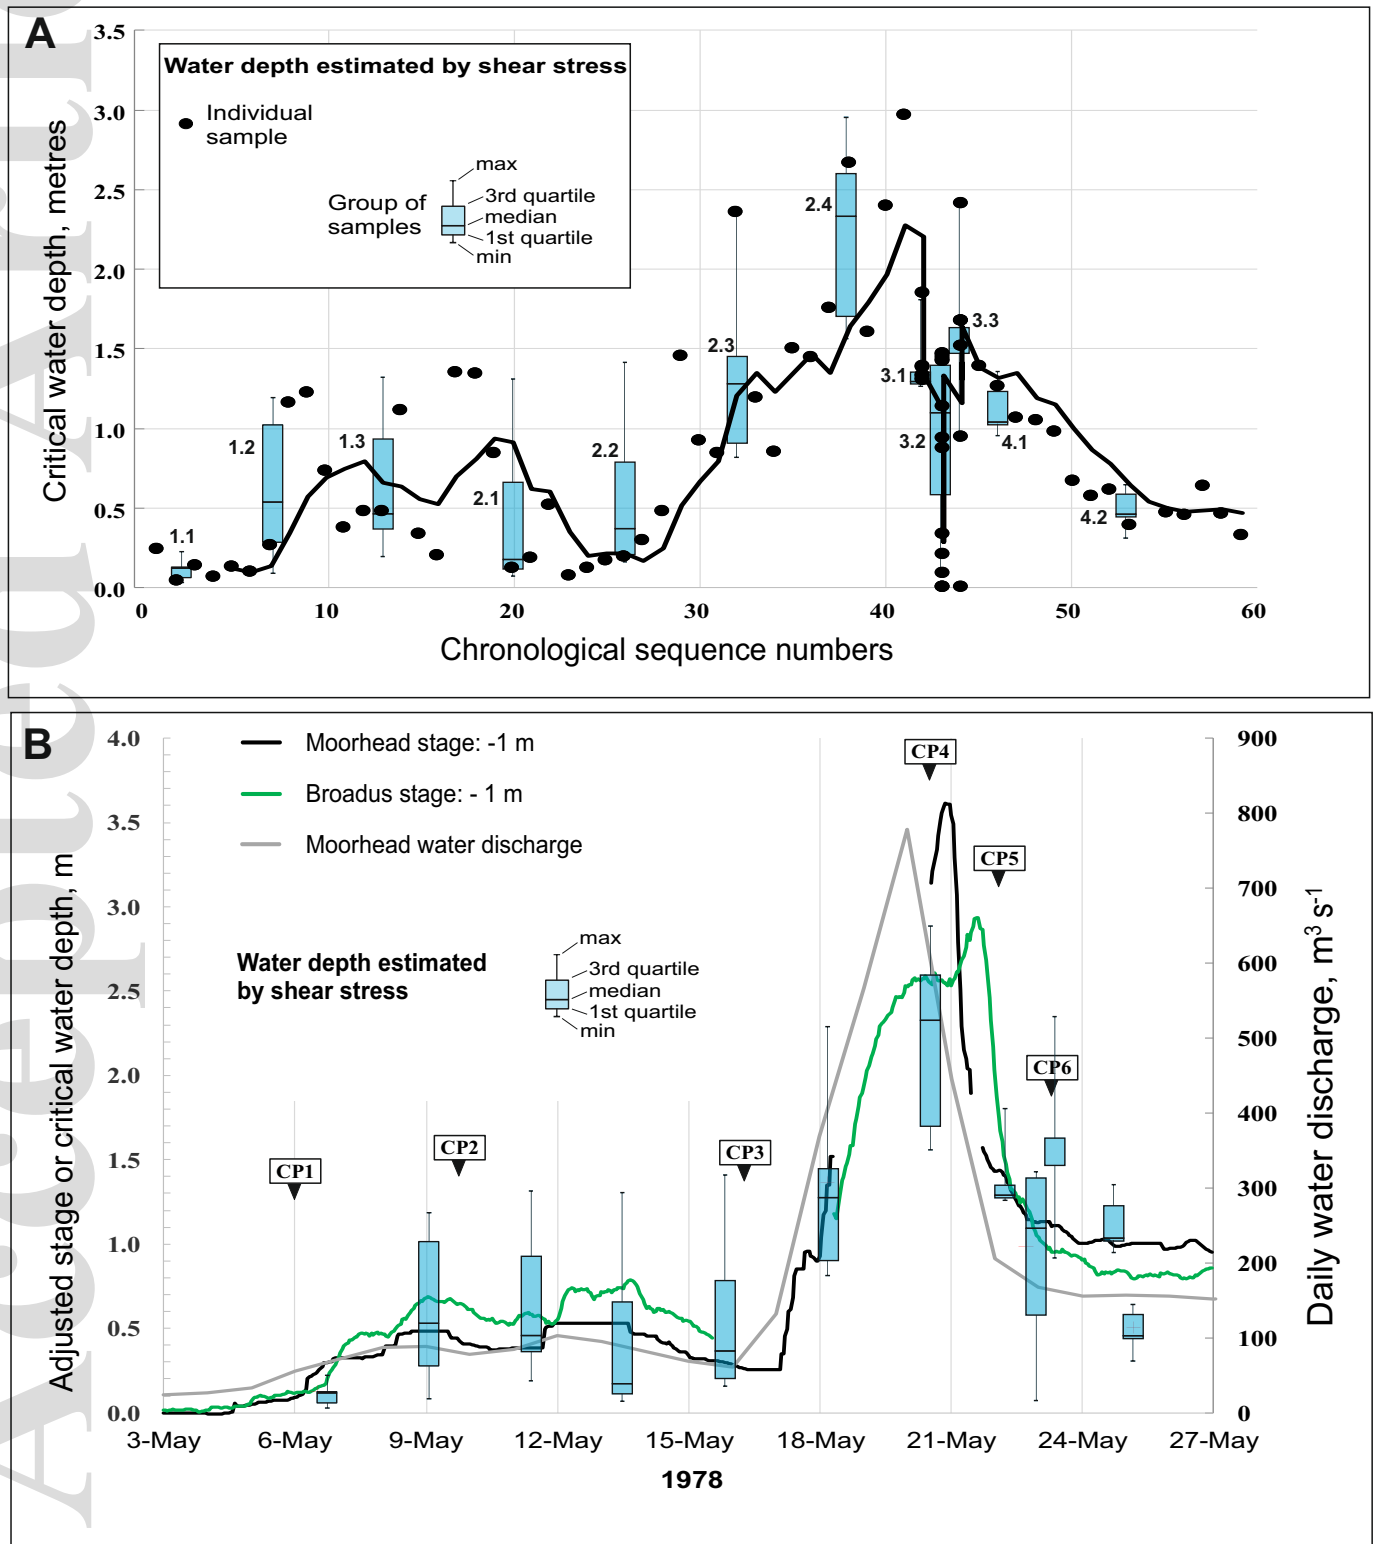 A
Water depth estimated by shear stress
Individual
sample
max
3rd quartile
Group of
samples
median
1st quartile
min
Critical water depth, metres
3.5
3.0
2.5
2.0
1.5
1.0
0.5
0.0
1.1
1.2
1.3
2.1
2.2
2.3
2.4
3.1
3.2
3.3
4.1
4.2
0 10 20 30 40 50 60
Chronological sequence numbers
B
Moorhead stage: -1 m
Broadus stage: - 1 m
Moorhead water discharge
Water depth estimated
by shear stress
max
3rd quartile
median
1st quartile
min
CP1
CP2
CP3
CP4
CP5
CP6
Adjusted stage or critical water depth, m
4.0
3.5
3.0
2.5
2.0
1.5
1.0
0.5
0.0
Daily water discharge, m³ s⁻¹
900
800
700
600
500
400
300
200
100
0
3-May 6-May 9-May 12-May 15-May 18-May 21-May 24-May 27-May
1978
Accepted Artic